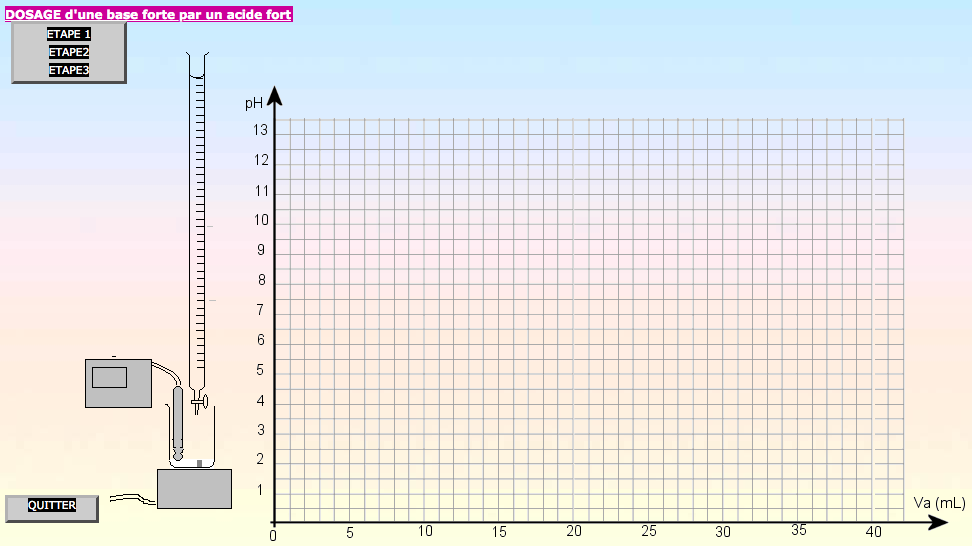 DOSAGE d'une base forte par un acide fort
ETAPE 1
ETAPE2
ETAPE3
pH
13
12
11
10
9
8
7
6
5
4
3
2
1
QUITTER
Va (mL)
0 5 10 15 20 25 30 35 40